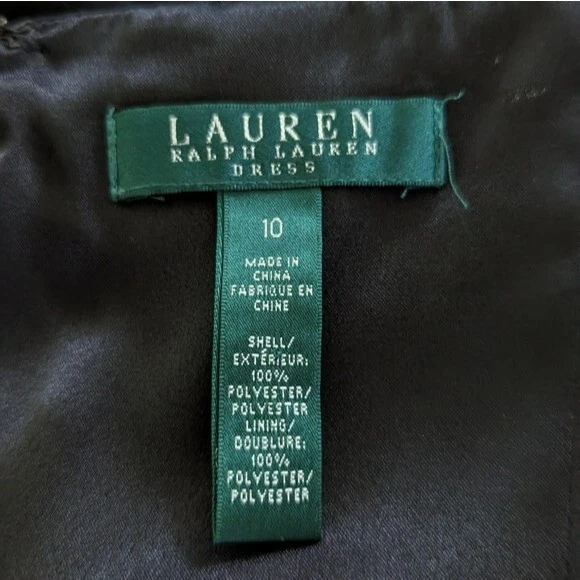 LAUREN
RALPH LAUREN
DRESS
10
MADE IN
CHINA
FABRIQUE EN
CHINE
SHELL/
EXTÉRIEUR:
100%
POLYESTER/
POLYESTER
LINING/
DOUBLURE:
100%
POLYESTER/
POLYESTER